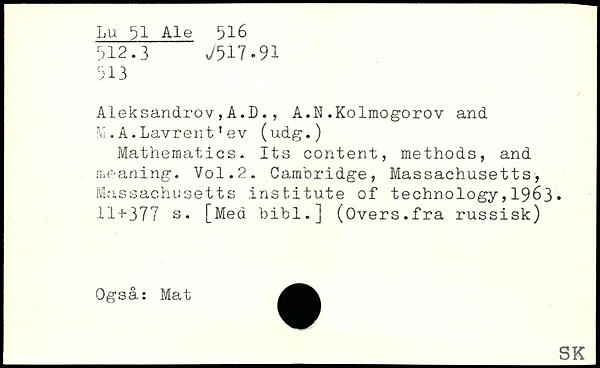 Lu 51 Ale 516
512.3 √517.91
513
Aleksandrov,A.D., A.N.Kolmogorov and
M.A.Lavrent'ev (udg.)
Mathematics. Its content, methods, and
meaning. Vol.2. Cambridge, Massachusetts,
Massachusetts institute of technology,1963.
11+377 s. [Med bibl.] (Overs.fra russisk)
Også: Mat
SK